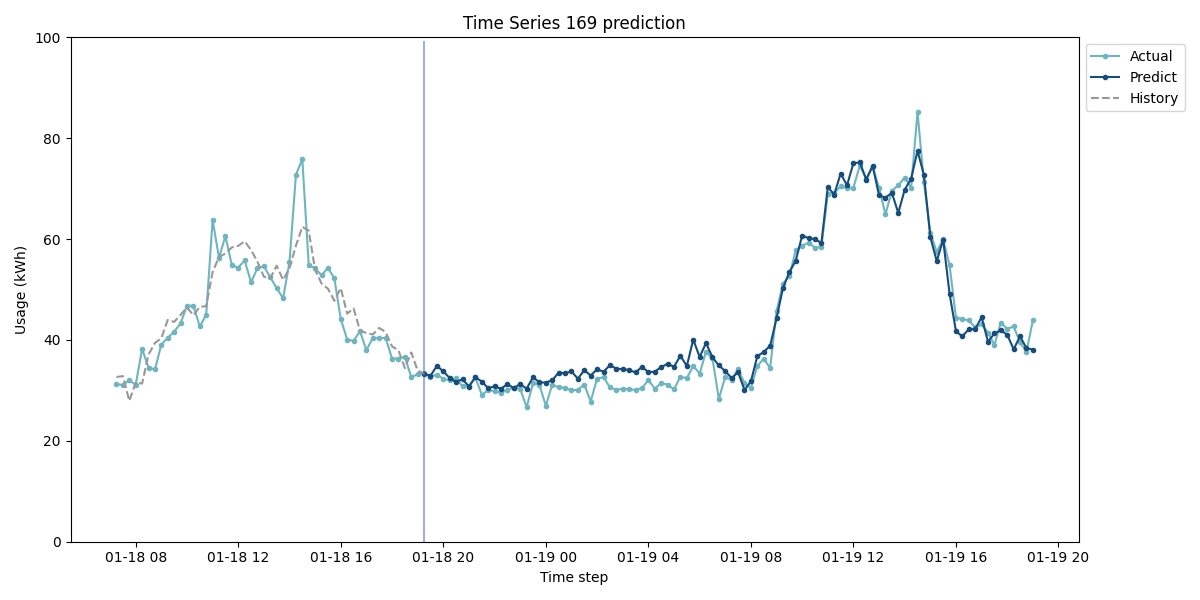 Time Series 169 prediction
100
80
60
40
20
0
Usage (kWh)
01-18 08 01-18 12 01-18 16 01-18 20 01-19 00 01-19 04 01-19 08 01-19 12 01-19 16 01-19 20
Time step
Actual
Predict
History